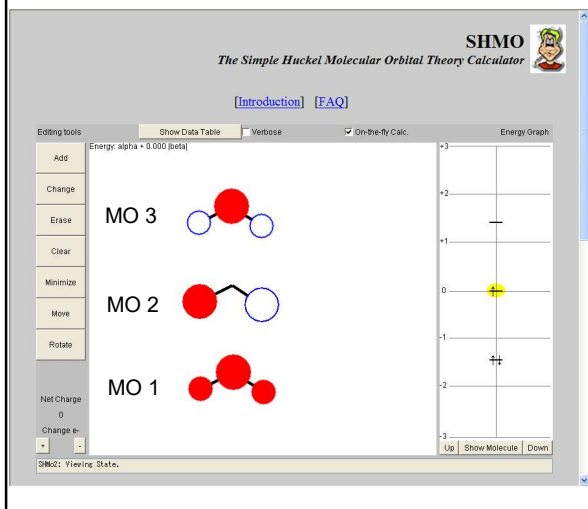 SHMO
The Simple Huckel Molecular Orbital Theory Calculator
[Introduction] [FAQ]
Editing tools Show Data Table Verbose On-the-fly Calc. Energy Graph
Energy: alpha + 0.000 |beta|
Add
Change
Erase
Clear
Minimize
Move
Rotate
Net Charge
0
Change e-
+ -
MO 3
MO 2
MO 1
+3
+2
+1
0
-1
-2
-3
Up Show Molecule Down
SHMo2: Viewing State.